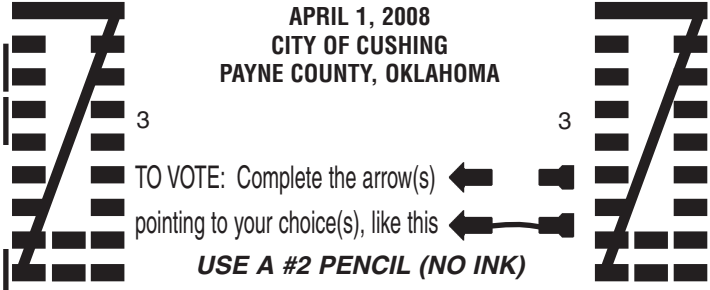 APRIL 1, 2008
CITY OF CUSHING
PAYNE COUNTY, OKLAHOMA
3 3
TO VOTE: Complete the arrow(s)
pointing to your choice(s), like this
USE A #2 PENCIL (NO INK)